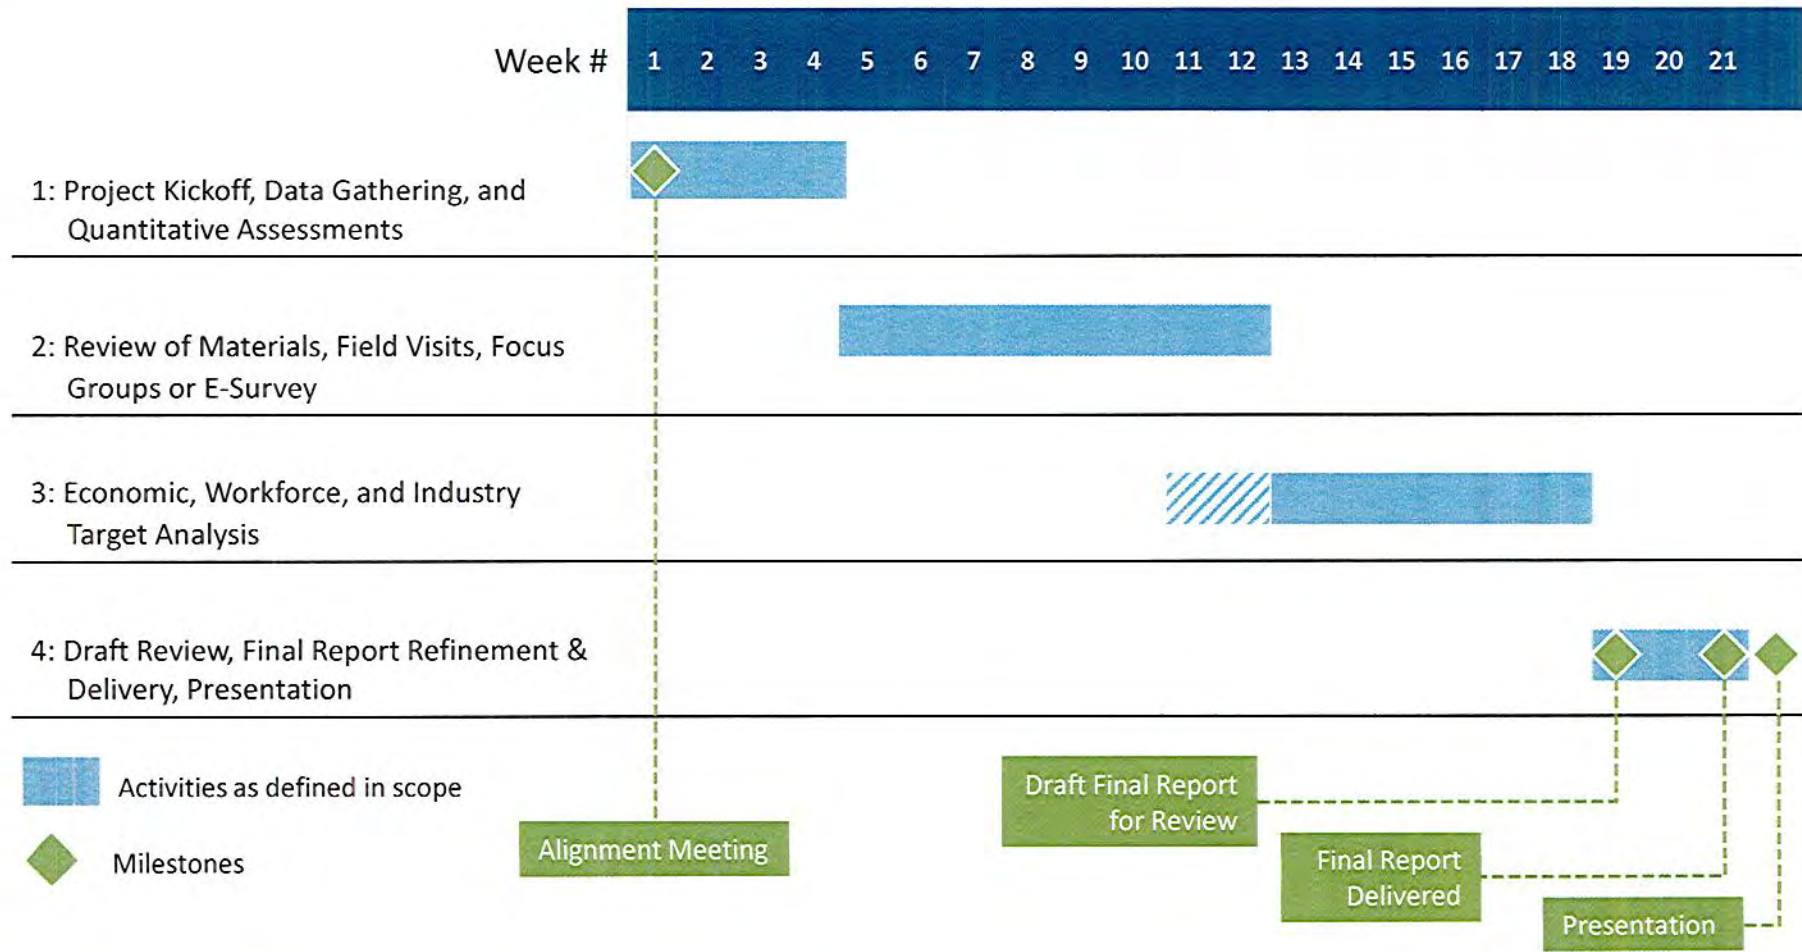 Week # 1 2 3 4 5 6 7 8 9 10 11 12 13 14 15 16 17 18 19 20 21
1: Project Kickoff, Data Gathering, and
Quantitative Assessments
2: Review of Materials, Field Visits, Focus
Groups or E-Survey
3: Economic, Workforce, and Industry
Target Analysis
4: Draft Review, Final Report Refinement &
Delivery, Presentation
Activities as defined in scope
Milestones
Alignment Meeting
Draft Final Report
for Review
Final Report
Delivered
Presentation